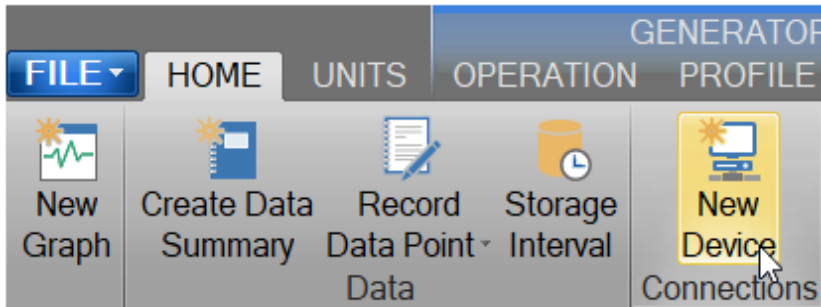 GENERATOR
FILE HOME UNITS OPERATION PROFILE
New Graph
Create Data Summary
Record Data Point
Storage Interval
New Device
Data
Connections